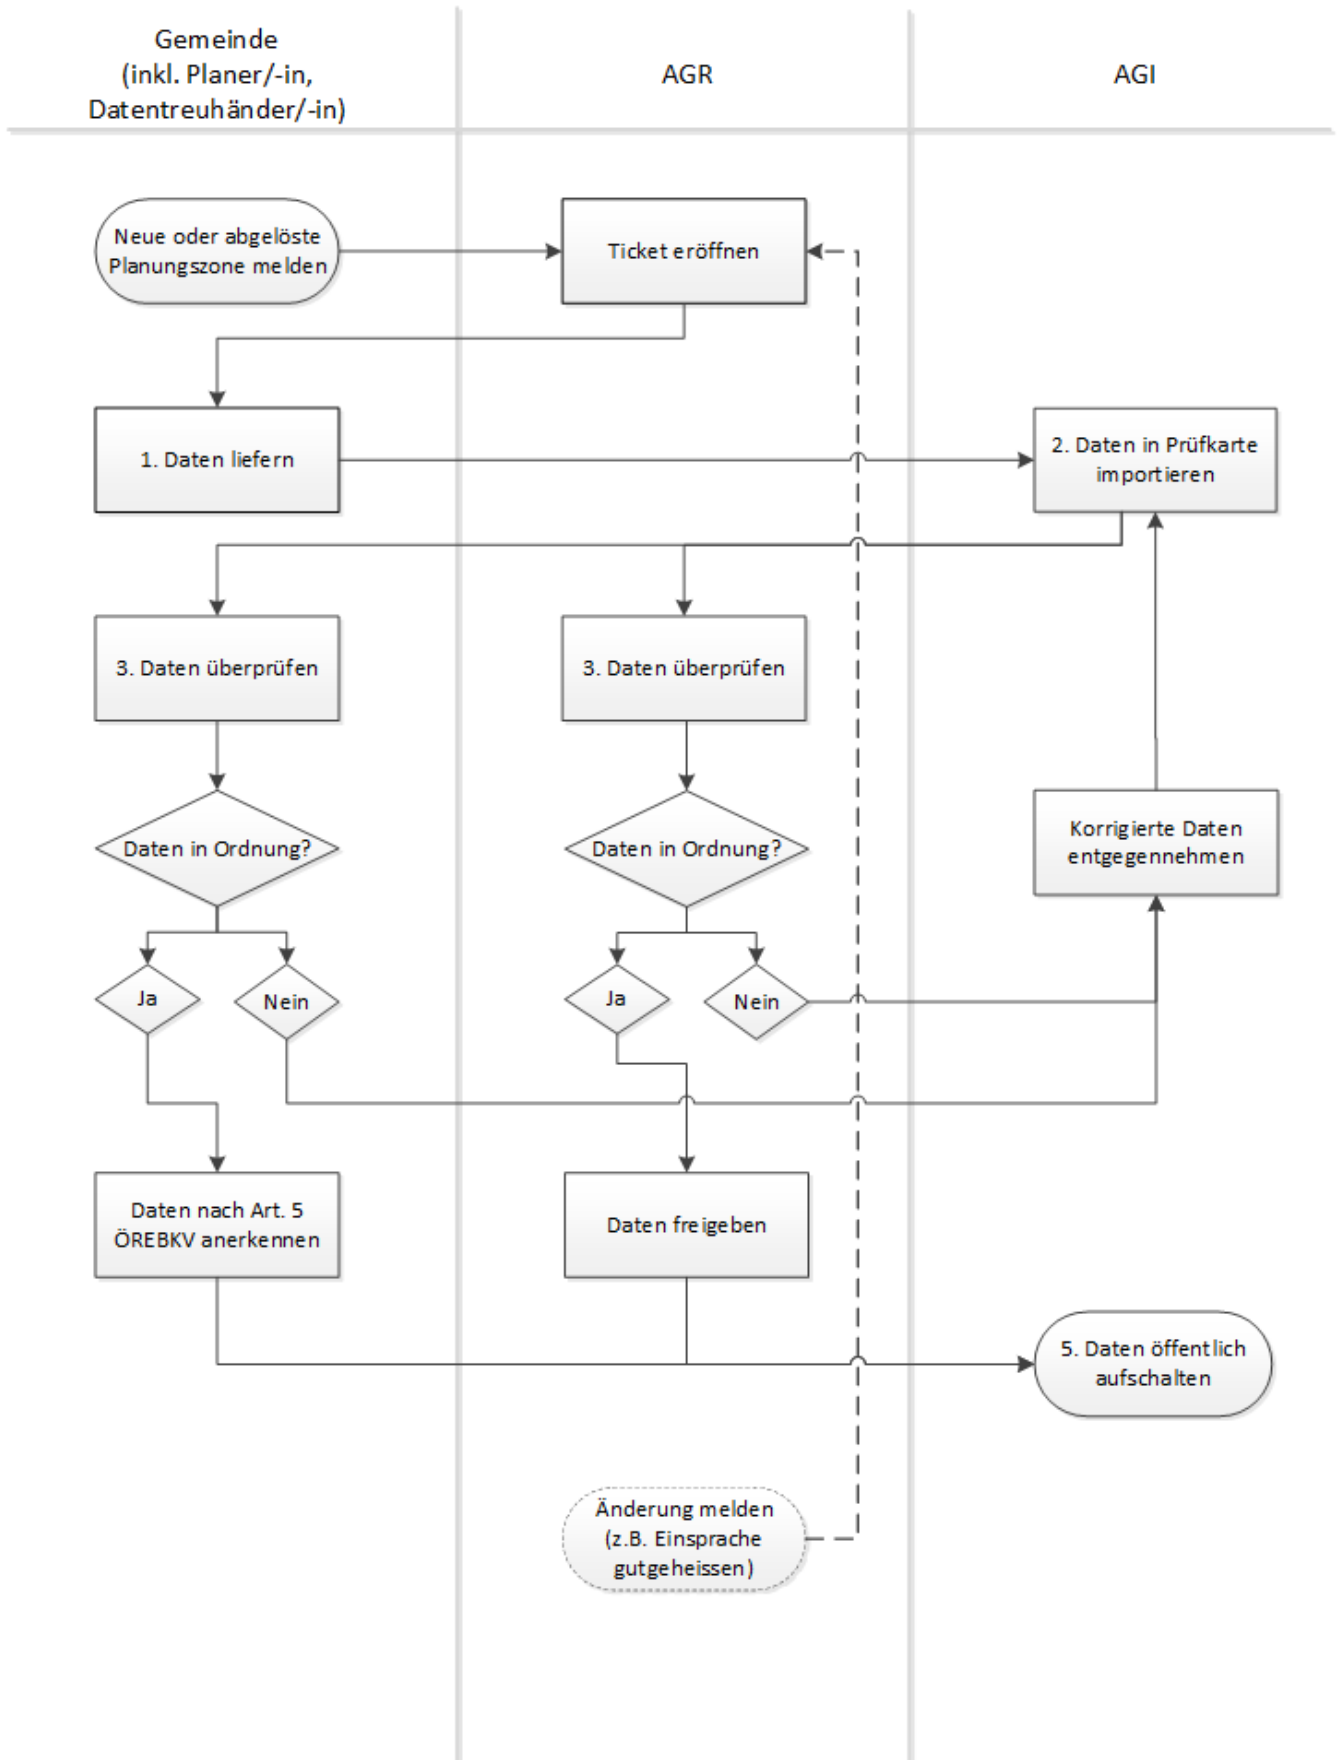 Gemeinde
(inkl. Planer/-in,
Datentreuhänder/-in)
AGR
AGI
Neue oder abgelöste
Planungszone melden
Ticket eröffnen
1. Daten liefern
2. Daten in Prüfkarte
importieren
3. Daten überprüfen
3. Daten überprüfen
Daten in Ordnung?
Daten in Ordnung?
Korrigierte Daten
entgegennehmen
Ja
Nein
Ja
Nein
Daten nach Art. 5
ÖREBKV anerkennen
Daten freigeben
5. Daten öffentlich
aufschalten
Änderung melden
(z.B. Einsprache
gutgeheissen)